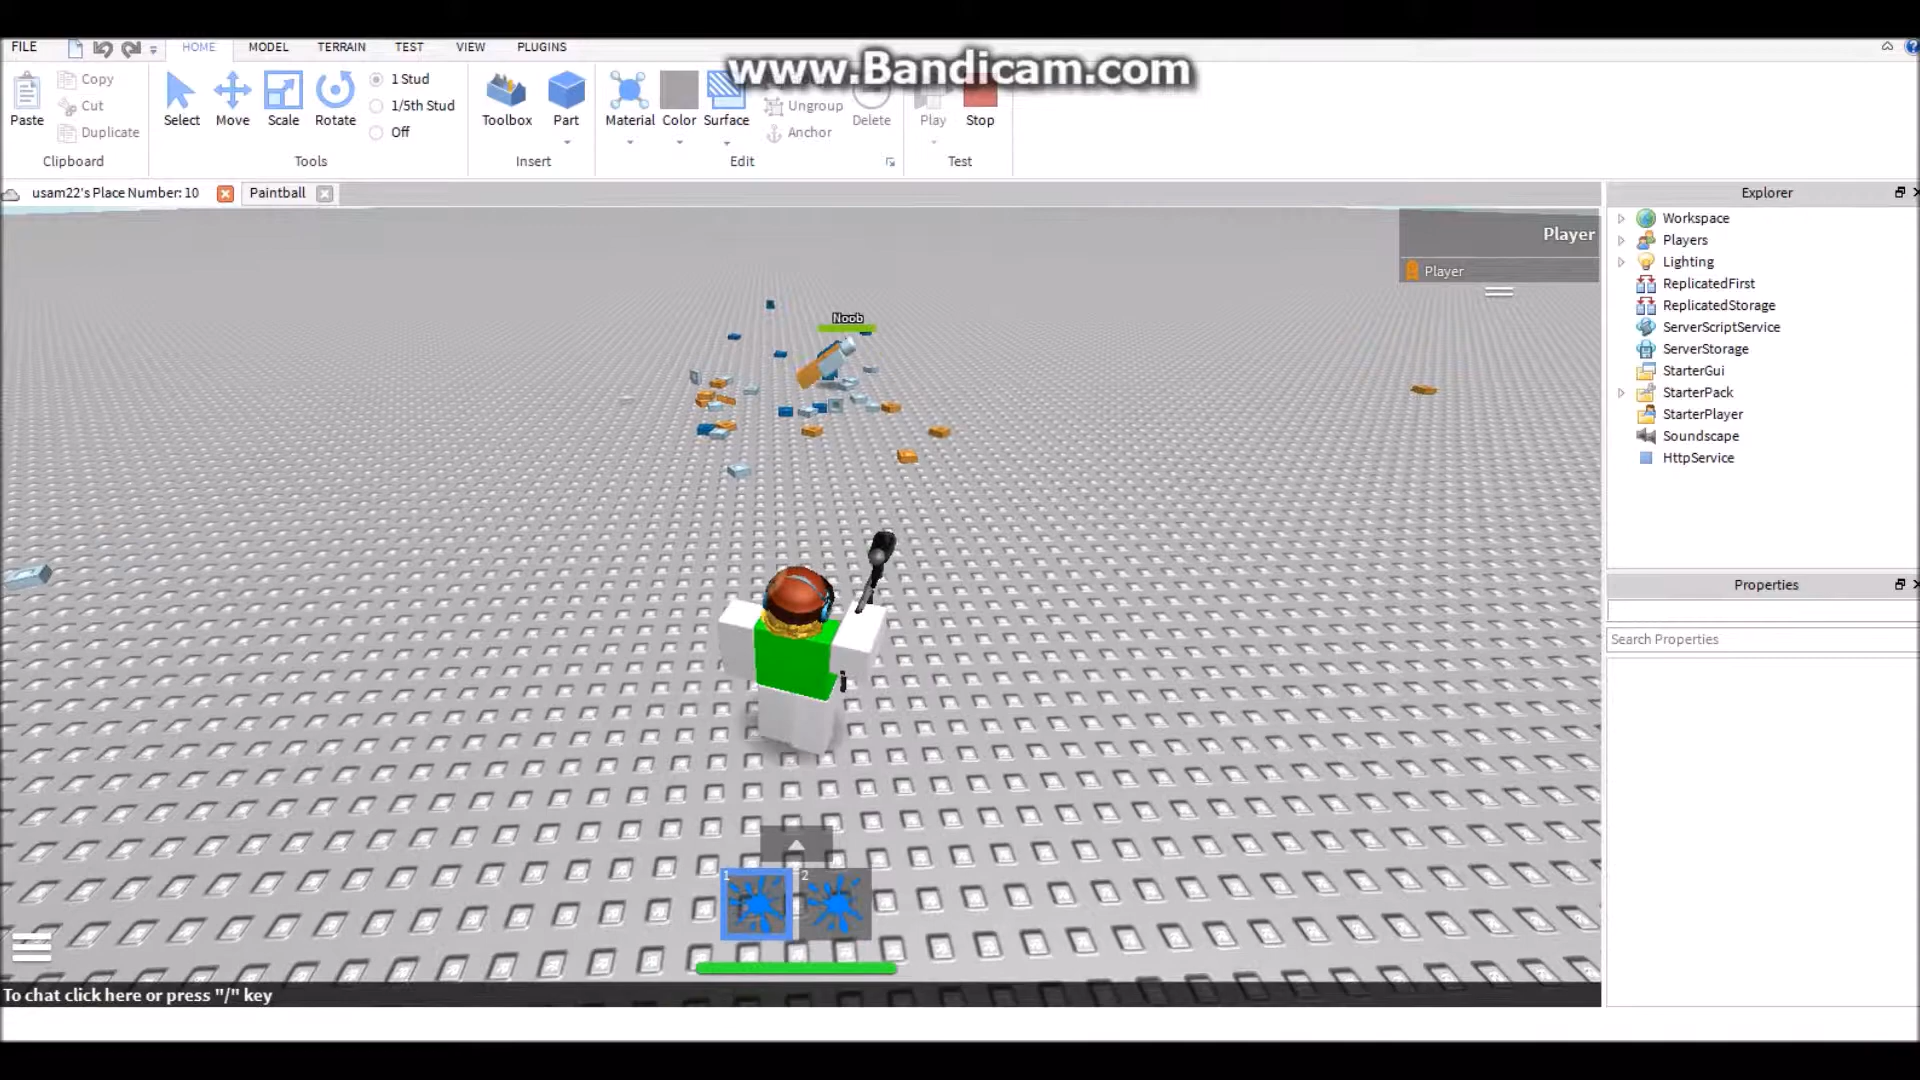 www.Bandicam.com
FILE HOME MODEL TERRAIN TEST VIEW PLUGINS
Copy
Cut
Duplicate
Paste
Clipboard
Select Move Scale Rotate
1 Stud
1/5th Stud
Off
Tools
Toolbox Part
Insert
Material Color Surface
Ungroup
Anchor
Delete
Edit
Play Stop
Test
usam22's Place Number: 10
Paintball
Player
Player
Noob
1
2
To chat click here or press "/" key
Explorer
Workspace
Players
Lighting
ReplicatedFirst
ReplicatedStorage
ServerScriptService
ServerStorage
StarterGui
StarterPack
StarterPlayer
Soundscape
HttpService
Properties
Search Properties